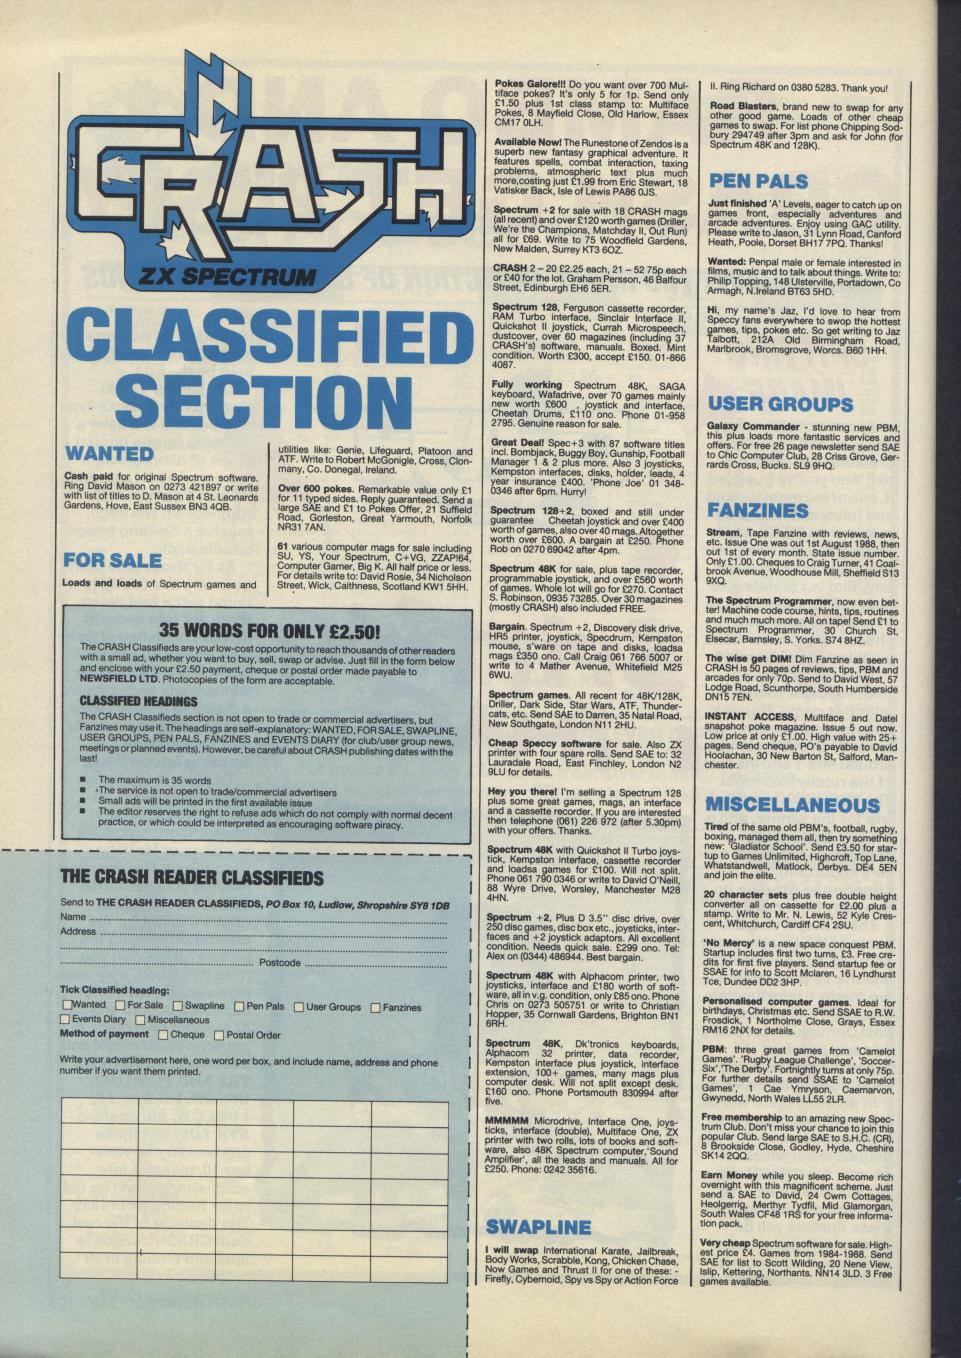 CRASH
ZX SPECTRUM
CLASSIFIED
SECTION
WANTED
Cash paid for original Spectrum software.
Ring David Mason on 0273 421897 or write
with list of titles to D. Mason at 4 St. Leonards
Gardens, Hove, East Sussex BN3 4QB.
FOR SALE
Loads and loads of Spectrum games and
utilities like: Genie, Lifeguard, Platoon and
ATF. Write to Robert McGonigle, Cross, Clon-
many, Co. Donegal, Ireland.
Over 600 pokes. Remarkable value only £1
for 11 typed sides. Reply guaranteed. Send a
large SAE and £1 to Pokes Offer, 21 Suffield
Road, Gorleston, Great Yarmouth, Norfolk
NR31 7AN.
61 various computer mags for sale including
SU, YS, Your Spectrum, C+VG, ZZAP!64,
Computer Gamer, Big K. All half price or less.
For details write to: David Rosie, 34 Nicholson
Street, Wick, Caithness, Scotland KW1 5HH.
35 WORDS FOR ONLY £2.50!
The CRASH Classifieds are your low-cost opportunity to reach thousands of other readers
with a small ad, whether you want to buy, sell, swap or advise. Just fill in the form below
and enclose with your £2.50 payment, cheque or postal order made payable to
NEWSFIELD LTD. Photocopies of the form are acceptable.
CLASSIFIED HEADINGS
The CRASH Classifieds section is not open to trade or commercial advertisers, but
Fanzines may use it. The headings are self-explanatory: WANTED, FOR SALE, SWAPLINE,
USER GROUPS, PEN PALS, FANZINES and EVENTS DIARY (for club/user group news,
meetings or planned events). However, be careful about CRASH publishing dates with the
last!
■ The maximum is 35 words
■ The service is not open to trade/commercial advertisers
■ Small ads will be printed in the first available issue
■ The editor reserves the right to refuse ads which do not comply with normal decent
practice, or which could be interpreted as encouraging software piracy.
THE CRASH READER CLASSIFIEDS
Send to THE CRASH READER CLASSIFIEDS, PO Box 10, Ludlow, Shropshire SY8 1DB
Name
Address
Postcode
Tick Classified heading:
Wanted For Sale Swapline Pen Pals User Groups Fanzines
Events Diary Miscellaneous
Method of payment Cheque Postal Order
Write your advertisement here, one word per box, and include name, address and phone
number if you want them printed.
Pokes Galore!!! Do you want over 700 Mul-
tiface pokes? It's only 5 for 1p. Send only
£1.50 plus 1st class stamp to: Multiface
Pokes, 8 Mayfield Close, Old Harlow, Essex
CM17 0LH.
Available Now! The Runestone of Zendos is a
superb new fantasy graphical adventure. It
features spells, combat interaction, taxing
problems, atmospheric text plus much
more,costing just £1.99 from Eric Stewart, 18
Vatisker Back, Isle of Lewis PA86 0JS.
Spectrum +2 for sale with 18 CRASH mags
(all recent) and over £120 worth games (Driller,
We're the Champions, Matchday II, Out Run)
all for £69. Write to 75 Woodfield Gardens,
New Malden, Surrey KT3 6OZ.
CRASH 2 – 20 £2.25 each, 21 – 52 75p each
or £40 for the lot. Graham Persson, 46 Balfour
Street, Edinburgh EH6 5ER.
Spectrum 128, Ferguson cassette recorder,
RAM Turbo interface, Sinclair Interface II,
Quickshot II joystick, Currah Microspeech,
dustcover, over 60 magazines (including 37
CRASH's) software, manuals. Boxed. Mint
condition. Worth £300, accept £150. 01-866
4087.
Fully working Spectrum 48K, SAGA
keyboard, Wafadrive, over 70 games mainly
new worth £600 , joystick and interface,
Cheetah Drums, £110 ono. Phone 01-958
2795. Genuine reason for sale.
Great Deal! Spec+3 with 87 software titles
incl. Bombjack, Buggy Boy, Gunship, Football
Manager 1 & 2 plus more. Also 3 joysticks,
Kempston interfaces, disks, holder, leads, 4
year insurance £400. 'Phone Joe' 01 348-
0346 after 6pm. Hurry!
Spectrum 128+2, boxed and still under
guarantee Cheetah joystick and over £400
worth of games, also over 40 mags. Altogether
worth over £600. A bargain at £250. Phone
Rob on 0270 69042 after 4pm.
Spectrum 48K for sale, plus tape recorder,
programmable joystick, and over £560 worth
of games. Whole lot will go for £270. Contact
S. Robinson, 0935 73285. Over 30 magazines
(mostly CRASH) also included FREE.
Bargain. Spectrum +2, Discovery disk drive,
HR5 printer, joystick, Specdrum, Kempston
mouse, s'ware on tape and disks, loadsa
mags £350 ono. Call Craig 061 766 5007 or
write to 4 Mather Avenue, Whitefield M25
6WU.
Spectrum games. All recent for 48K/128K,
Driller, Dark Side, Star Wars, ATF, Thunder-
cats, etc. Send SAE to Darren, 35 Natal Road,
New Southgate, London N11 2HU.
Cheap Speccy software for sale. Also ZX
printer with four spare rolls. Send SAE to: 32
Lauradale Road, East Finchley, London N2
9LU for details.
Hey you there! I'm selling a Spectrum 128
plus some great games, mags, an interface
and a cassette recorder. If you are interested
then telephone (061) 226 972 (after 5.30pm)
with your offers. Thanks.
Spectrum 48K with Quickshot II Turbo joys-
tick, Kempston interface, cassette recorder
and loadsa games for £100. Will not split.
Phone 061 790 0346 or write to David O'Neill,
88 Wyre Drive, Worsley, Manchester M28
4HN.
Spectrum +2, Plus D 3.5" disc drive, over
250 disc games, disc box etc., joysticks, inter-
faces and +2 joystick adaptors. All excellent
condition. Needs quick sale. £299 ono. Tel:
Alex on (0344) 486944. Best bargain.
Spectrum 48K with Alphacom printer, two
joysticks, interface and £180 worth of soft-
ware, all in v.g. condition, only £85 ono. Phone
Chris on 0273 505751 or write to Christian
Hopper, 35 Cornwall Gardens, Brighton BN1
6RH.
Spectrum 48K, Dk'tronics keyboards,
Alphacom 32 printer, data recorder,
Kempston interface plus joystick, interface
extension, 100+ games, many mags plus
computer desk. Will not split except desk.
£160 ono. Phone Portsmouth 830994 after
five.
MMMMM Microdrive, Interface One, joys-
ticks, interface (double), Multiface One, ZX
printer with two rolls, lots of books and soft-
ware, also 48K Spectrum computer,'Sound
Amplifier', all the leads and manuals. All for
£250. Phone: 0242 35616.
SWAPLINE
I will swap International Karate, Jailbreak,
Body Works, Scrabble, Kong, Chicken Chase,
Now Games and Thrust II for one of these: -
Firefly, Cybernoid, Spy vs Spy or Action Force
II. Ring Richard on 0380 5283. Thank you!
Road Blasters, brand new to swap for any
other good game. Loads of other cheap
games to swap. For list phone Chipping Sod-
bury 294749 after 3pm and ask for John (for
Spectrum 48K and 128K).
PEN PALS
Just finished 'A' Levels, eager to catch up on
games front, especially adventures and
arcade adventures. Enjoy using GAC utility.
Please write to Jason, 31 Lynn Road, Canford
Heath, Poole, Dorset BH17 7PQ. Thanks!
Wanted: Penpal male or female interested in
films, music and to talk about things. Write to:
Philip Topping, 148 Ulsterville, Portadown, Co
Armagh, N.Ireland BT63 5HD.
Hi, my name's Jaz, I'd love to hear from
Speccy fans everywhere to swop the hottest
games, tips, pokes etc. So get writing to Jaz
Talbott, 212A Old Birmingham Road,
Marlbrook, Bromsgrove, Worcs. B60 1HH.
USER GROUPS
Galaxy Commander - stunning new PBM,
this plus loads more fantastic services and
offers. For free 26 page newsletter send SAE
to Chic Computer Club, 28 Criss Grove, Ger-
rards Cross, Bucks. SL9 9HQ.
FANZINES
Stream, Tape Fanzine with reviews, news,
etc. Issue One was out 1st August 1988, then
out 1st of every month. State issue number.
Only £1.00. Cheques to Craig Turner, 41 Coal-
brook Avenue, Woodhouse Mill, Sheffield S13
9XQ.
The Spectrum Programmer, now even bet-
ter! Machine code course, hints, tips, routines
and much much more. All on tape! Send £1 to
Spectrum Programmer, 30 Church St,
Elsecar, Barnsley, S. Yorks. S74 8HZ.
The wise get DIM! Dim Fanzine as seen in
CRASH is 50 pages of reviews, tips, PBM and
arcades for only 70p. Send to David West, 57
Lodge Road, Scunthorpe, South Humberside
DN15 7EN.
INSTANT ACCESS, Multiface and Datel
snapshot poke magazine. Issue 5 out now.
Low price at only £1.00. High value with 25+
pages. Send cheque, PO's payable to David
Hoolachan, 30 New Barton St, Salford, Man-
chester.
MISCELLANEOUS
Tired of the same old PBM's, football, rugby,
boxing, managed them all, then try something
new: 'Gladiator School'. Send £3.50 for star-
tup to Games Unlimited, Highcroft, Top Lane,
Whatstandwell, Matlock, Derbys. DE4 5EN
and join the elite.
20 character sets plus free double height
converter all on cassette for £2.00 plus a
stamp. Write to Mr. N. Lewis, 52 Kyle Cres-
cent, Whitchurch, Cardiff CF4 2SU.
'No Mercy' is a new space conquest PBM.
Startup includes first two turns, £3. Free cre-
dits for first five players. Send startup fee or
SSAE for info to Scott Mclaren, 16 Lyndhurst
Tce, Dundee DD2 3HP.
Personalised computer games. Ideal for
birthdays, Christmas etc. Send SSAE to R.W.
Frosdick, 1 Northolme Close, Grays, Essex
RM16 2NX for details.
PBM: three great games from 'Camelot
Games'. 'Rugby League Challenge', 'Soccer-
Six','The Derby'. Fortnightly turns at only 75p.
For further details send SSAE to 'Camelot
Games', 1 Cae Ymryson, Caernarvon,
Gwynedd, North Wales LL55 2LR.
Free membership to an amazing new Spec-
trum Club. Don't miss your chance to join this
popular Club. Send large SAE to S.H.C. (CR),
8 Brookside Close, Godley, Hyde, Cheshire
SK14 2QQ.
Earn Money while you sleep. Become rich
overnight with this magnificent scheme. Just
send a SAE to David, 24 Cwm Cottages,
Heolgerrig, Merthyr Tydfil, Mid Glamorgan,
South Wales CF48 1RS for your free informa-
tion pack.
Very cheap Spectrum software for sale. High-
est price £4. Games from 1984-1988. Send
SAE for list to Scott Wilding, 20 Nene View,
Islip, Kettering, Northants. NN14 3LD. 3 Free
games available.